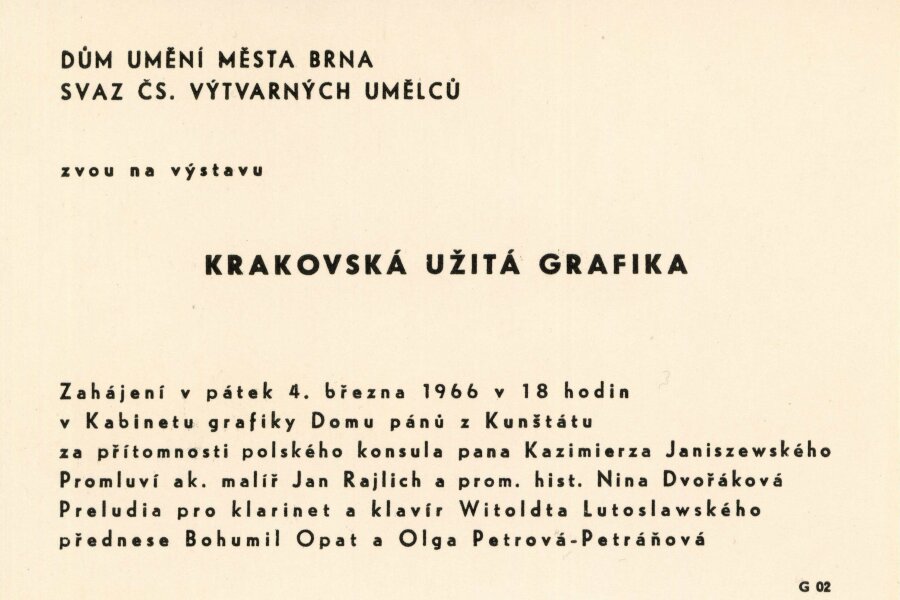 DŮM UMĚNÍ MĚSTA BRNA
SVAZ ČS. VÝTVARNÝCH UMĚLCŮ
zvou na výstavu
KRAKOVSKÁ UŽITÁ GRAFIKA
Zahájení v pátek 4. března 1966 v 18 hodin
v Kabinetu grafiky Domu pánů z Kunštátu
za přítomnosti polského konsula pana Kazimierza Janiszewského
Promluví ak. malíř Jan Rajlich a prom. hist. Nina Dvořáková
Preludia pro klarinet a klavír Witoldta Lutoslawského
přednese Bohumil Opat a Olga Petrová-Petráňová
G 02